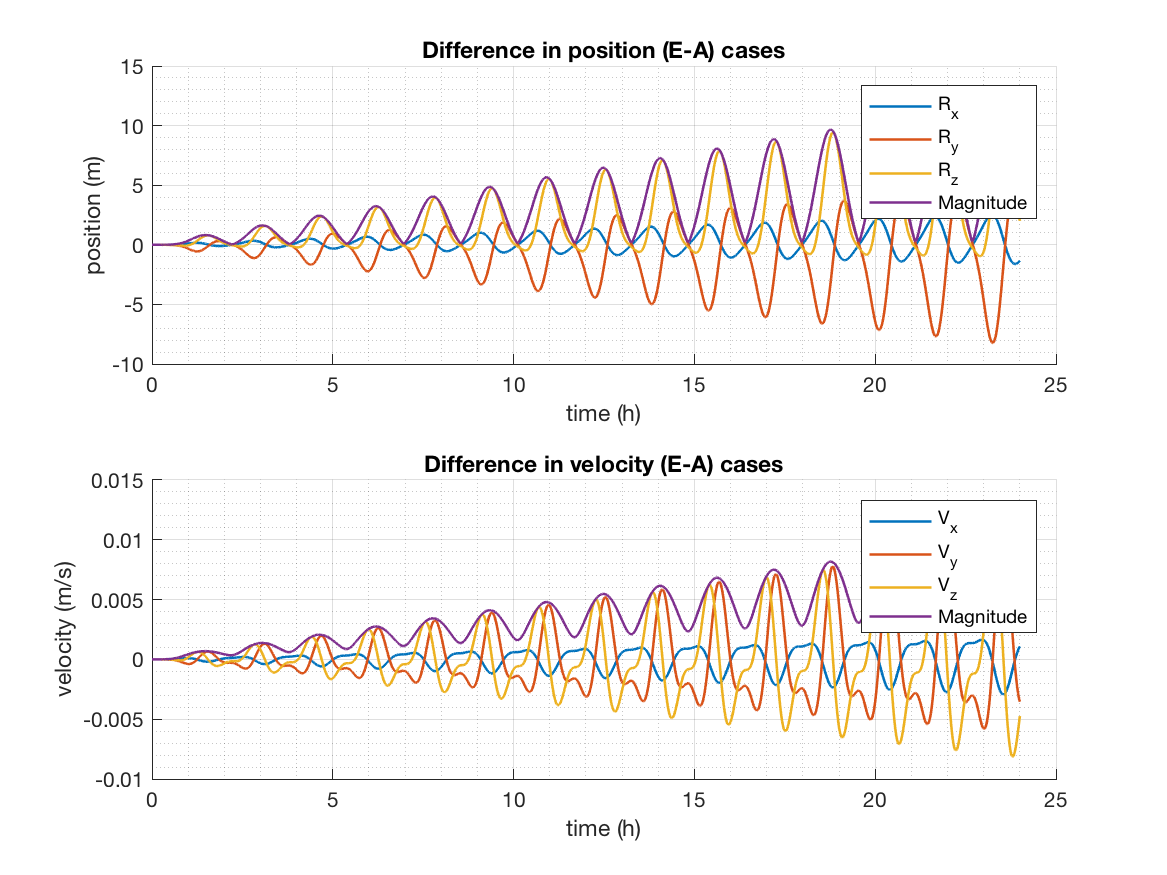 Difference in position (E-A) cases
15
10
5
0
-5
-10
position (m)
R_x
R_y
R_z
Magnitude
0 5 10 15 20 25
time (h)
Difference in velocity (E-A) cases
0.015
0.01
0.005
0
-0.005
-0.01
velocity (m/s)
V_x
V_y
V_z
Magnitude
0 5 10 15 20 25
time (h)